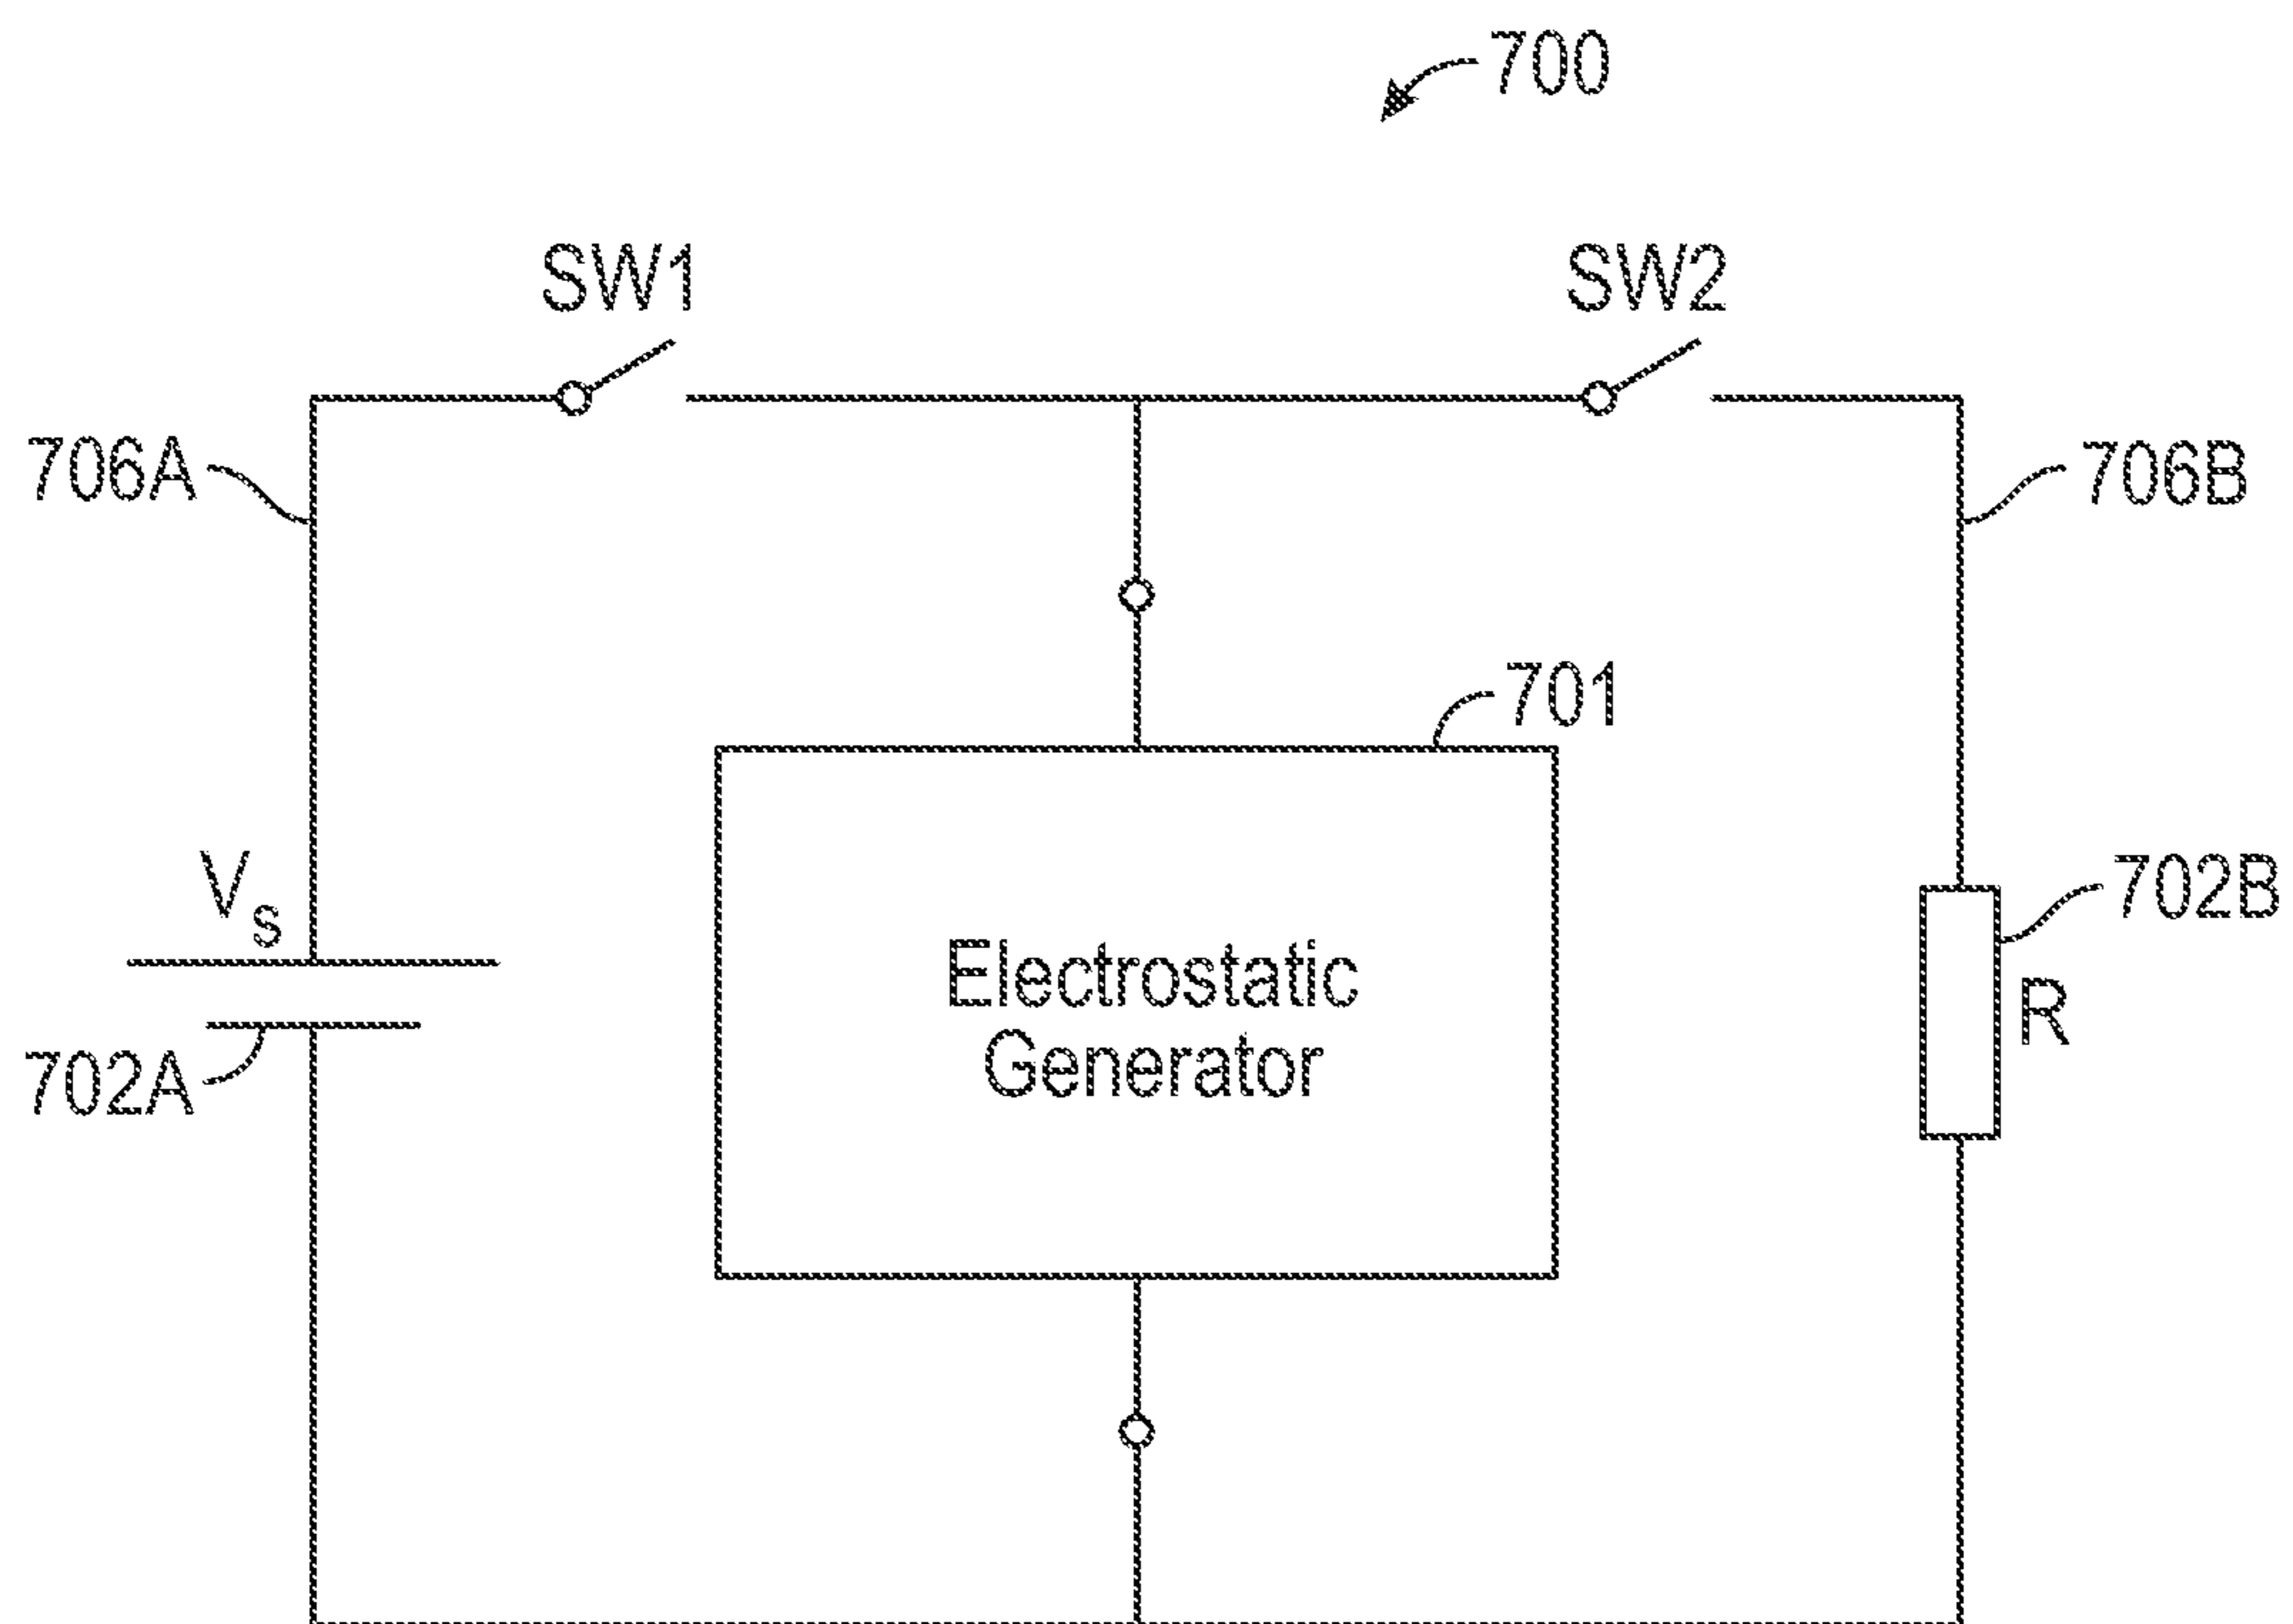 700
SW1
SW2
706A
706B
701
Vs
702B
Electrostatic
Generator
R
702A